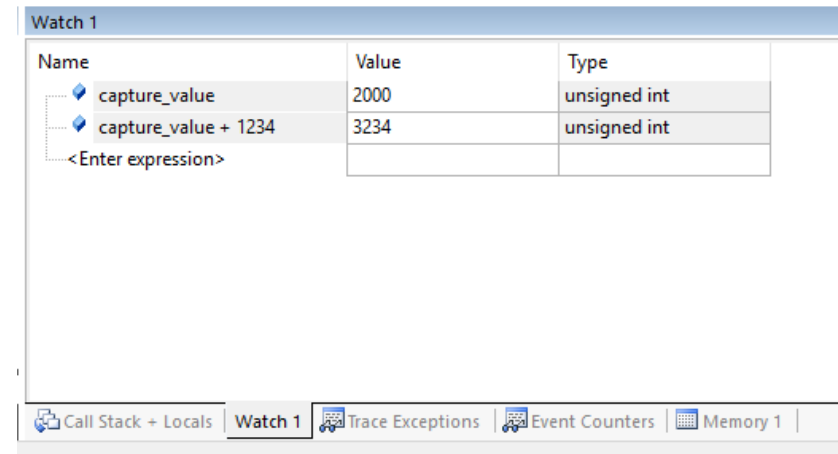 Watch 1
Name Value Type
capture_value 2000 unsigned int
capture_value + 1234 3234 unsigned int
<Enter expression>
Call Stack + Locals Watch 1 Trace Exceptions Event Counters Memory 1